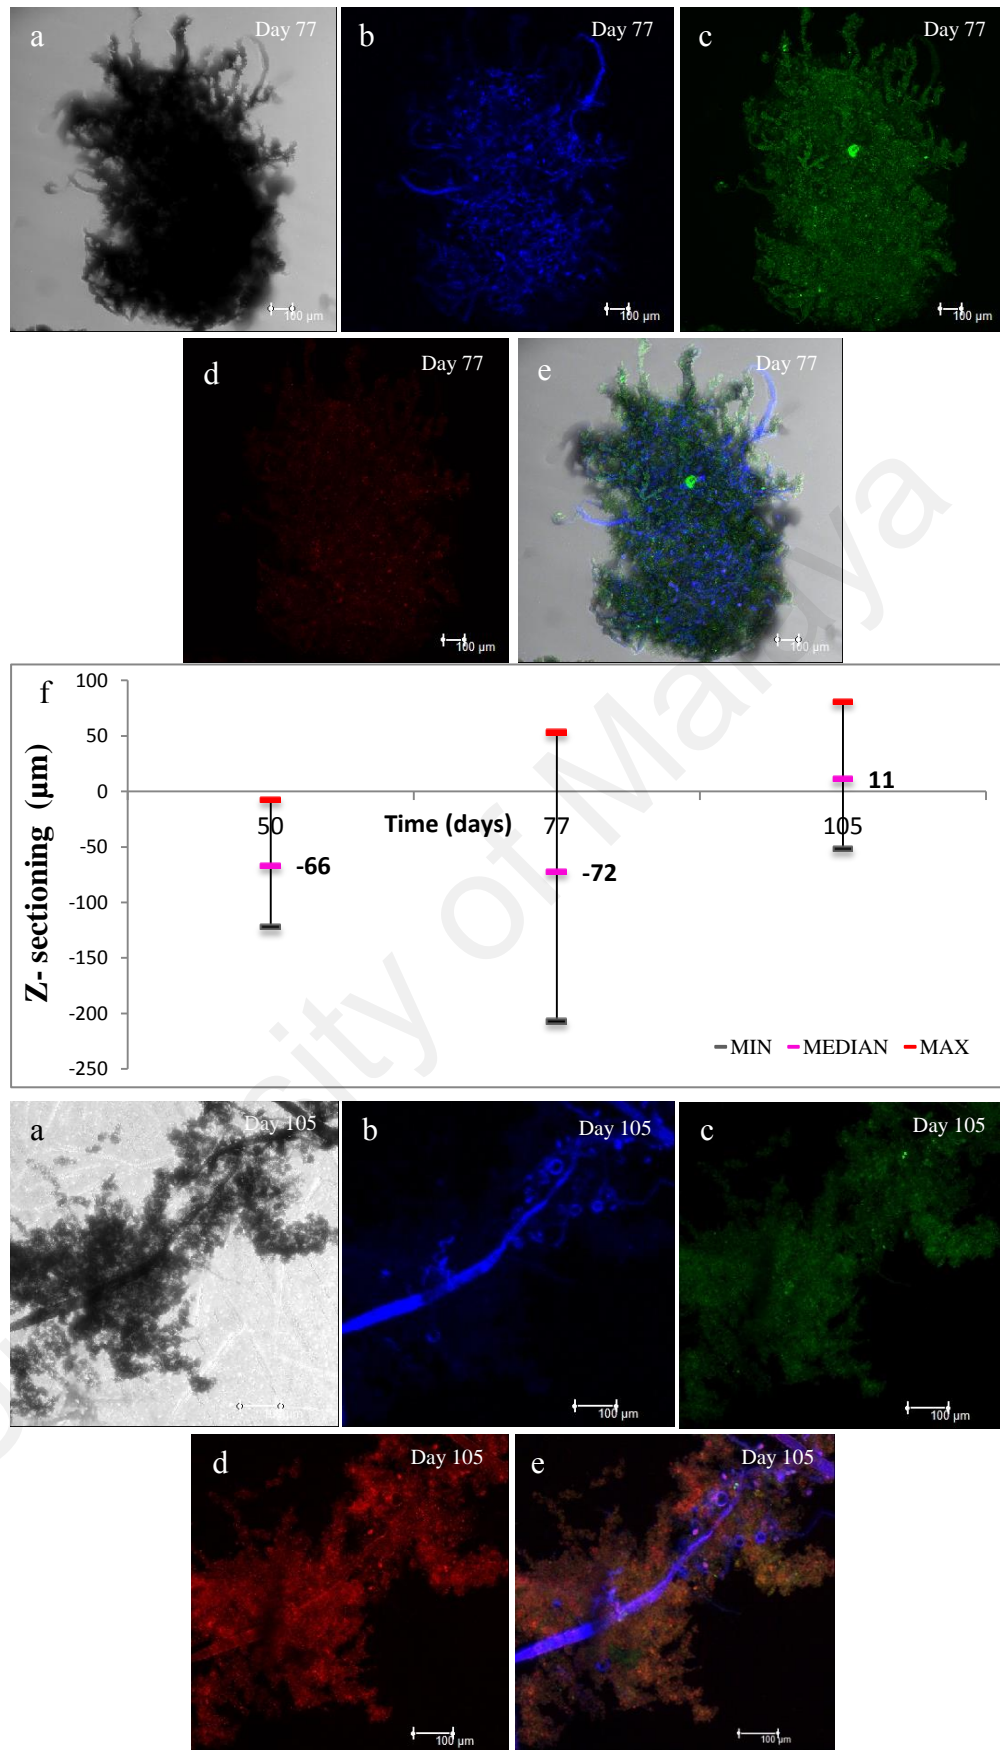 a Day 77
b Day 77
c Day 77
100 µm
100 µm
100 µm
d Day 77
e Day 77
100 µm
100 µm
f
Z- sectioning (µm)
100
50
0
-50
-100
-150
-200
-250
50
Time (days)
77
105
-66
-72
11
MIN MEDIAN MAX
a Day 105
b Day 105
c Day 105
100 µm
100 µm
d Day 105
e Day 105
100 µm
100 µm
University of Malaya